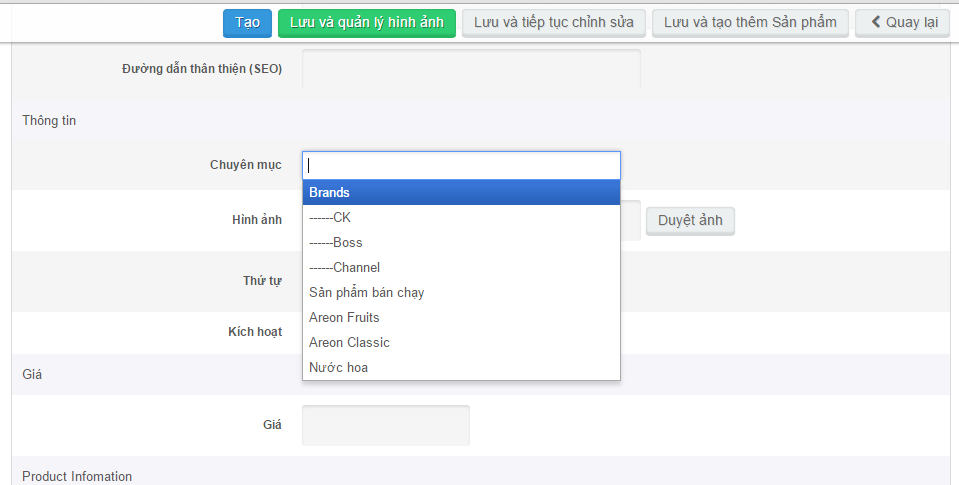 Tạo Lưu và quản lý hình ảnh Lưu và tiếp tục chỉnh sửa Lưu và tạo thêm Sản phẩm Quay lại
Đường dẫn thân thiện (SEO)
Thông tin
Chuyên mục
Brands
------CK
Hình ảnh Duyệt ảnh
------Boss
------Channel
Thứ tự
Sản phẩm bán chạy
Areon Fruits
Kích hoạt
Areon Classic
Nước hoa
Giá
Giá
Product Infomation